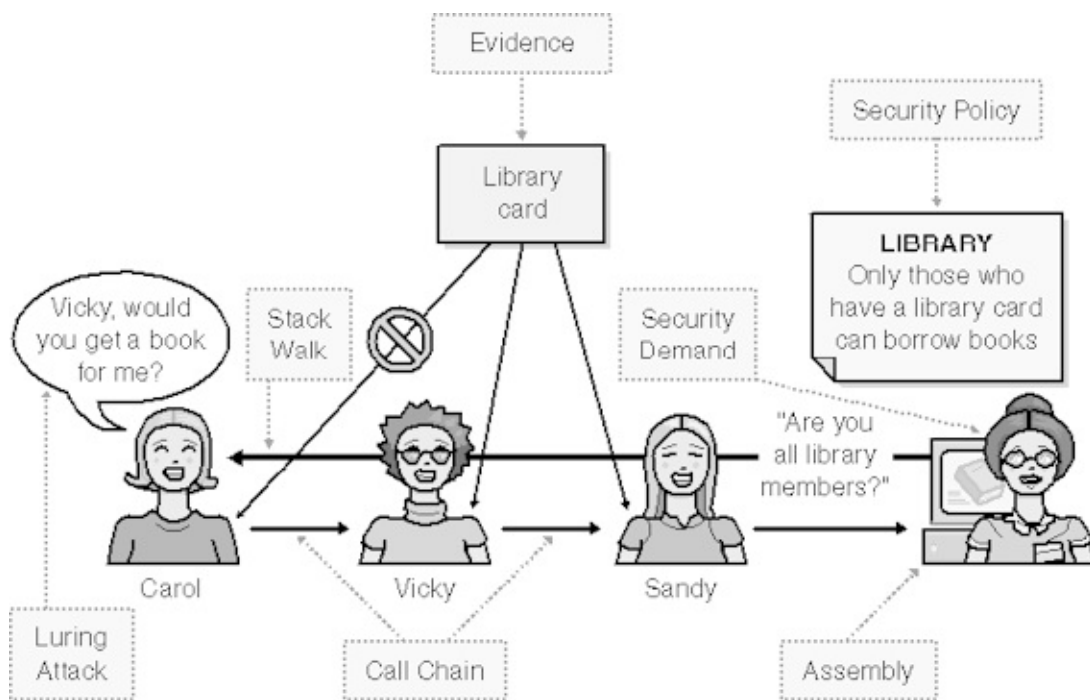 Evidence
Security Policy
Library
card
LIBRARY
Only those who
have a library card
can borrow books
Vicky, would
you get a book
for me?
Stack
Walk
Security
Demand
"Are you
all library
members?"
Carol
Vicky
Sandy
Luring
Attack
Call Chain
Assembly